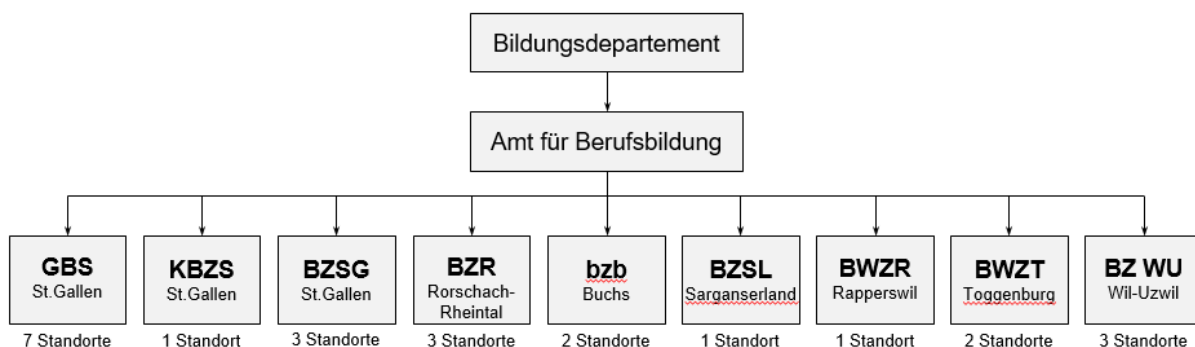 Bildungsdepartement
Amt für Berufsbildung
GBS
St.Gallen
7 Standorte
KBZS
St.Gallen
1 Standort
BZSG
St.Gallen
3 Standorte
BZR
Rorschach-
Rheintal
3 Standorte
bzb
Buchs
2 Standorte
BZSL
Sarganserland
1 Standort
BWZR
Rapperswil
1 Standort
BWZT
Toggenburg
2 Standorte
BZ WU
Wil-Uzwil
3 Standorte